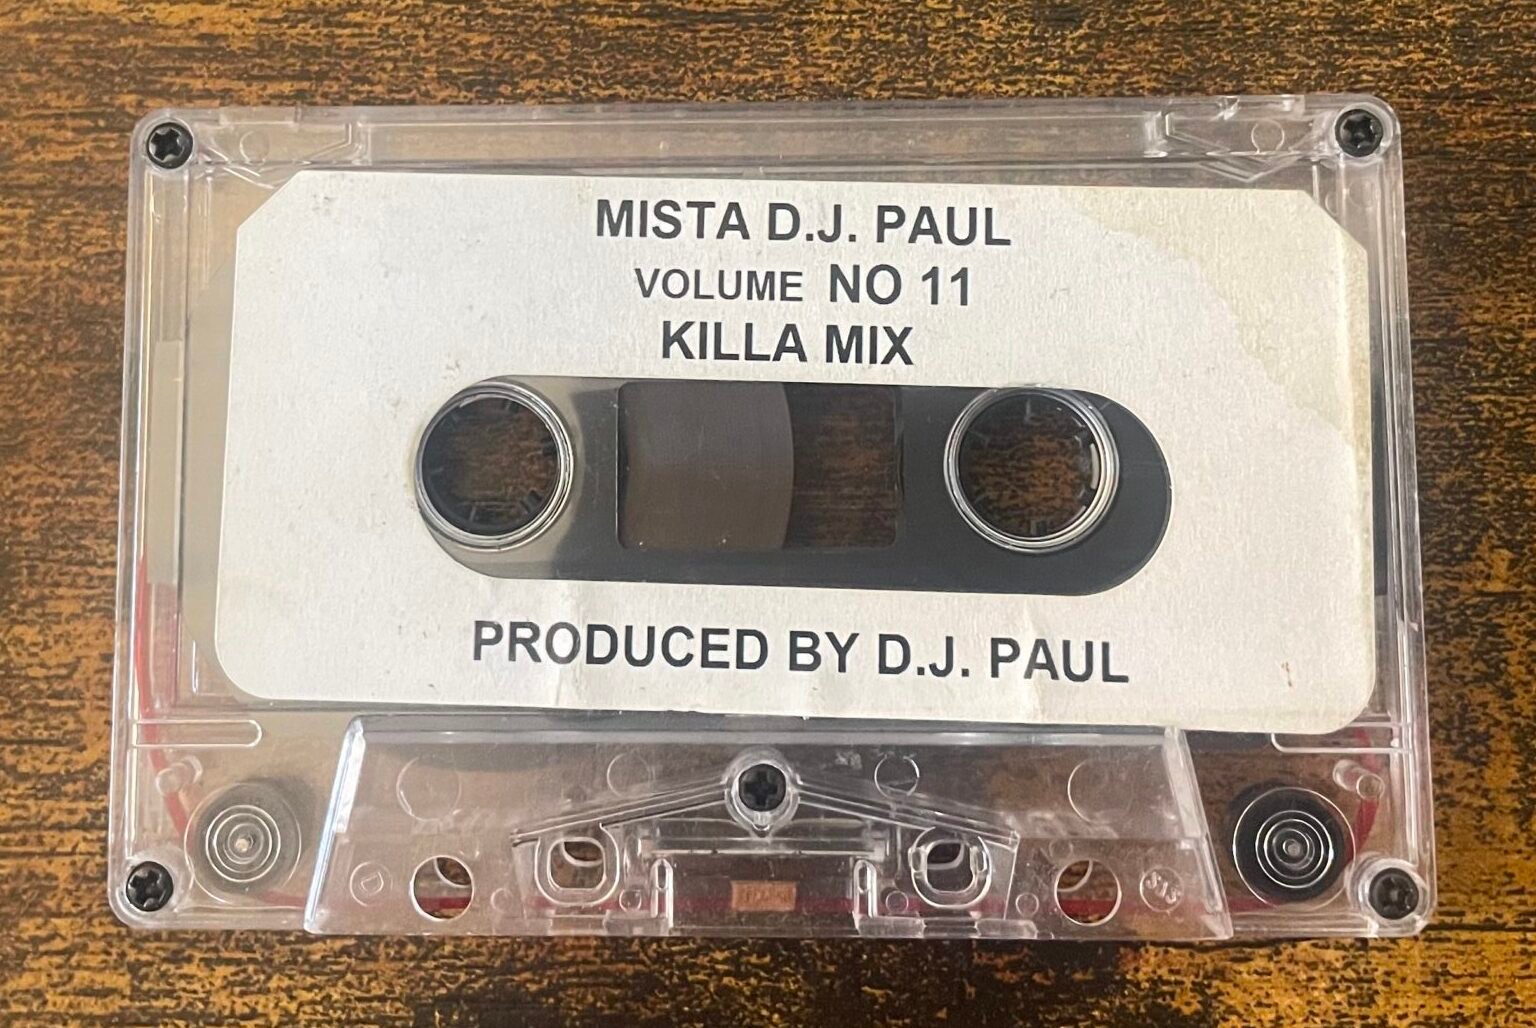 MISTA D.J. PAUL
VOLUME NO 11
KILLA MIX
PRODUCED BY D.J. PAUL